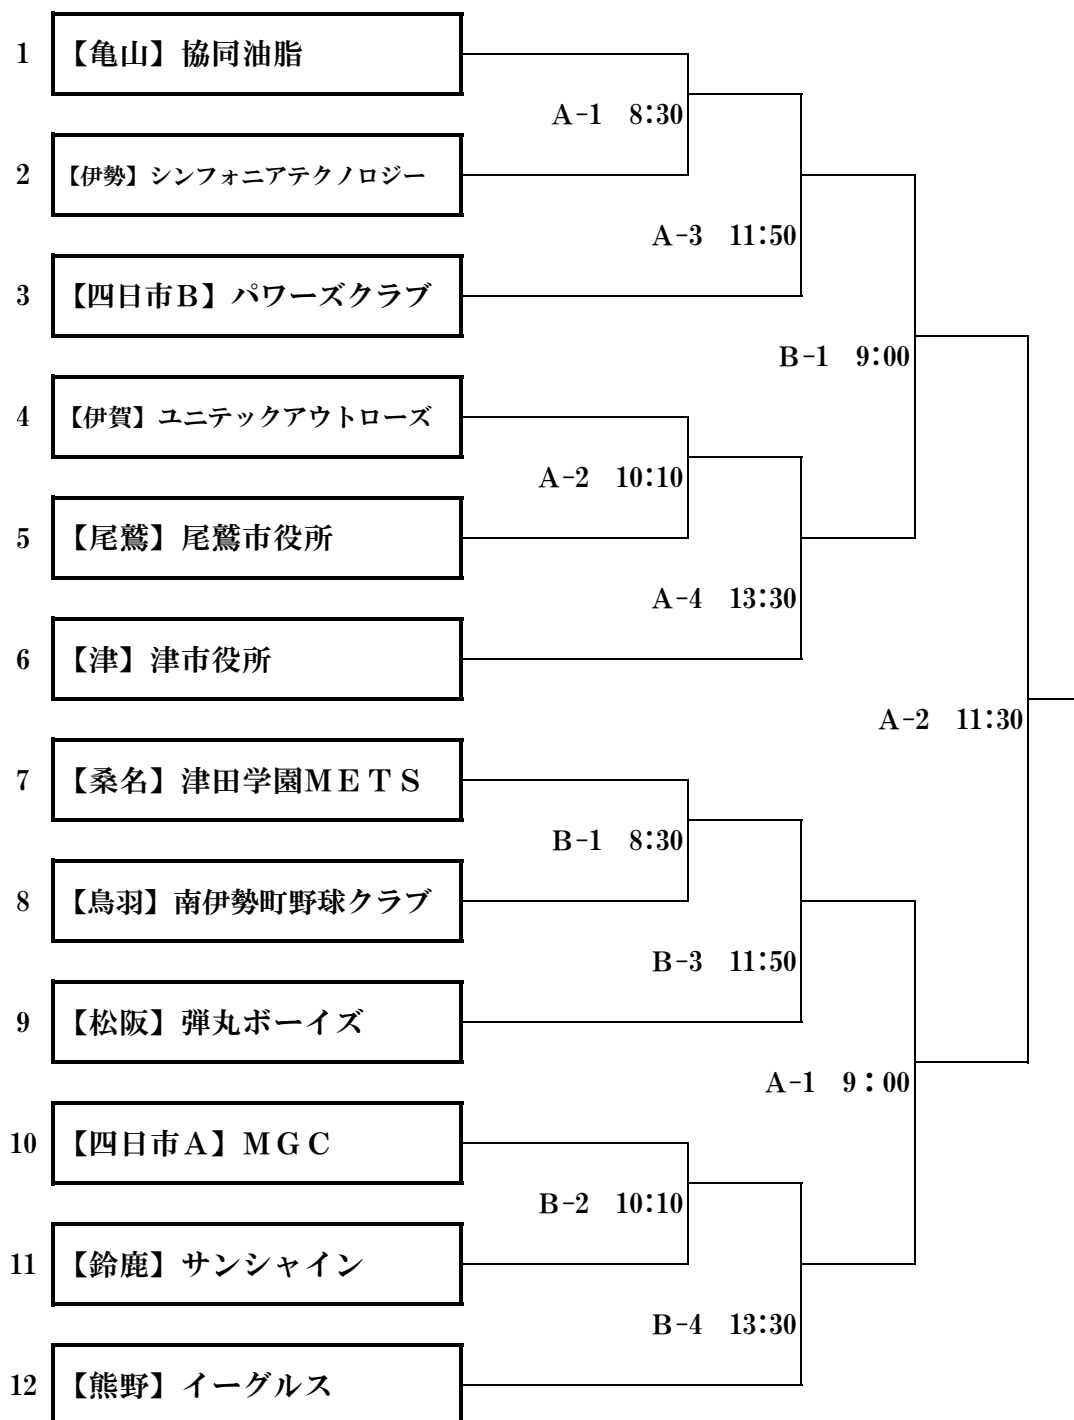 1 【亀山】協同油脂
A-1 8:30
2 【伊勢】シンフォニアテクノロジー
A-3 11:50
3 【四日市B】パワーズクラブ
B-1 9:00
4 【伊賀】ユニテックアウトローズ
A-2 10:10
5 【尾鷲】尾鷲市役所
A-4 13:30
6 【津】津市役所
A-2 11:30
7 【桑名】津田学園METS
B-1 8:30
8 【鳥羽】南伊勢町野球クラブ
B-3 11:50
9 【松阪】弾丸ボーイズ
A-1 9:00
10 【四日市A】MGC
B-2 10:10
11 【鈴鹿】サンシャイン
B-4 13:30
12 【熊野】イーグルス